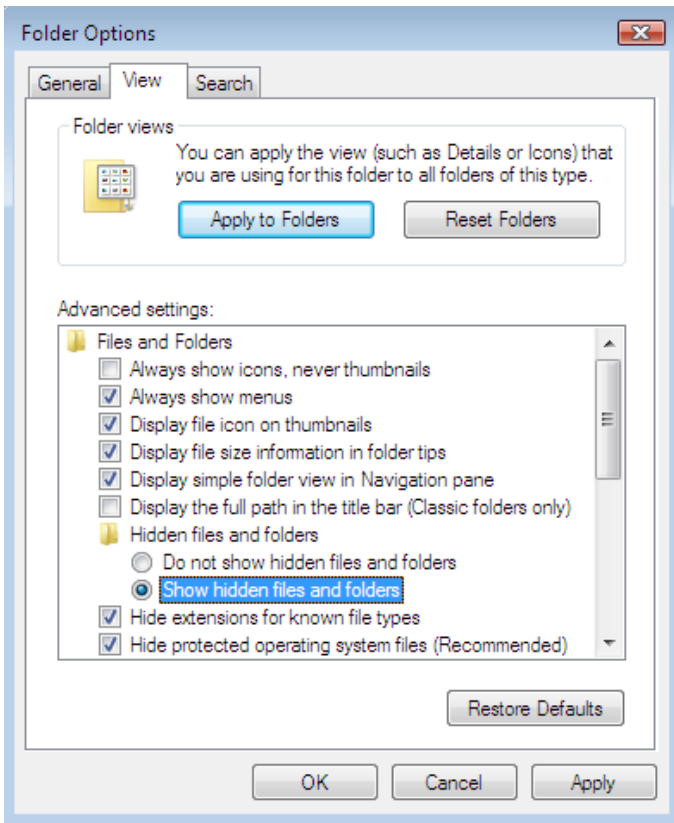 Folder Options
General
View
Search
Folder views
You can apply the view (such as Details or Icons) that
you are using for this folder to all folders of this type.
Apply to Folders
Reset Folders
Advanced settings:
Files and Folders
Always show icons, never thumbnails
Always show menus
Display file icon on thumbnails
Display file size information in folder tips
Display simple folder view in Navigation pane
Display the full path in the title bar (Classic folders only)
Hidden files and folders
Do not show hidden files and folders
Show hidden files and folders
Hide extensions for known file types
Hide protected operating system files (Recommended)
Restore Defaults
OK
Cancel
Apply